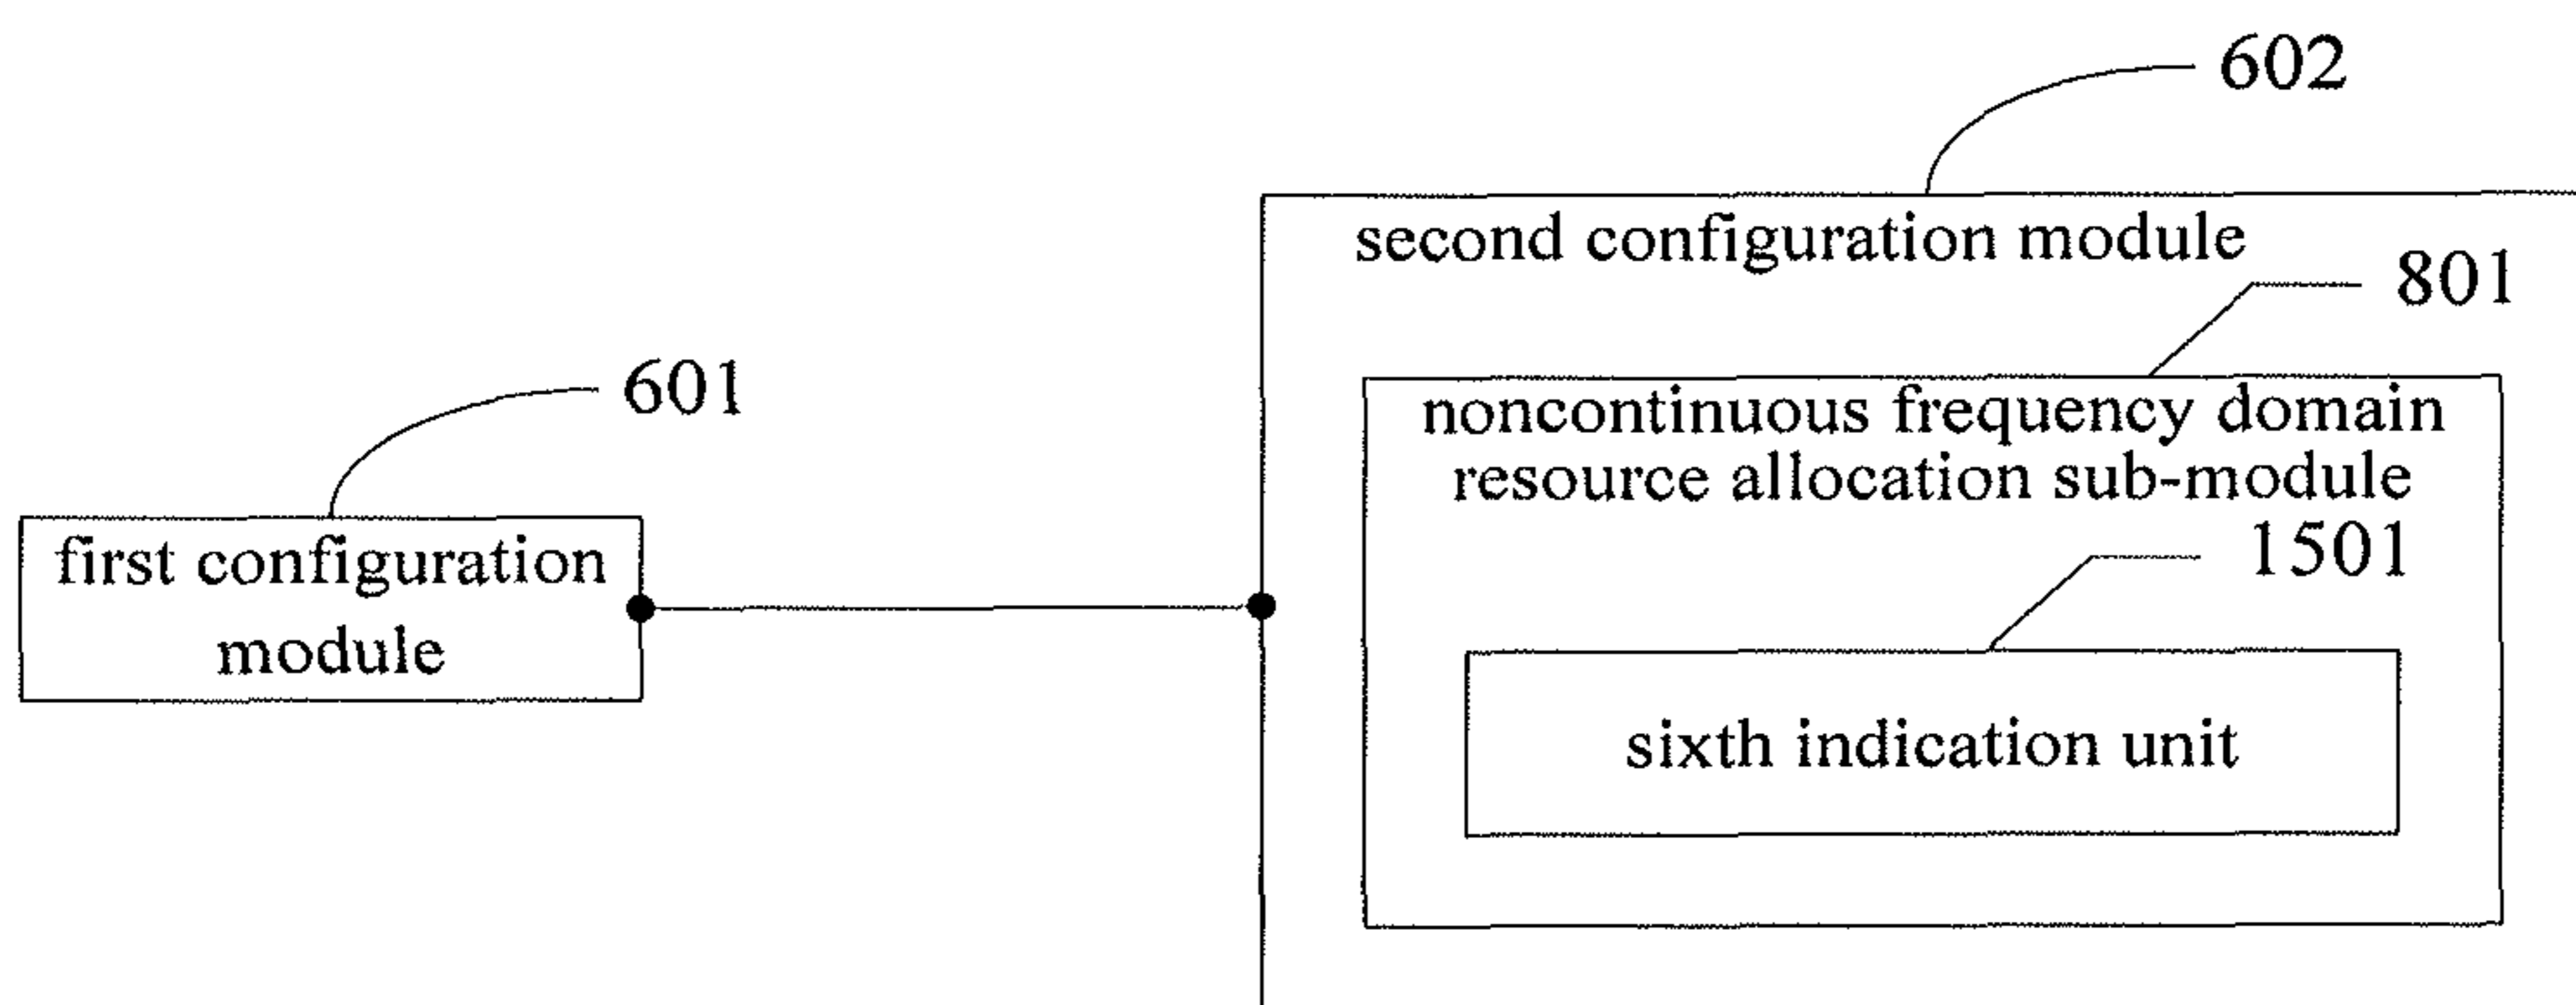 602
second configuration module
801
601
noncontinuous frequency domain
resource allocation sub-module
1501
first configuration
module
sixth indication unit